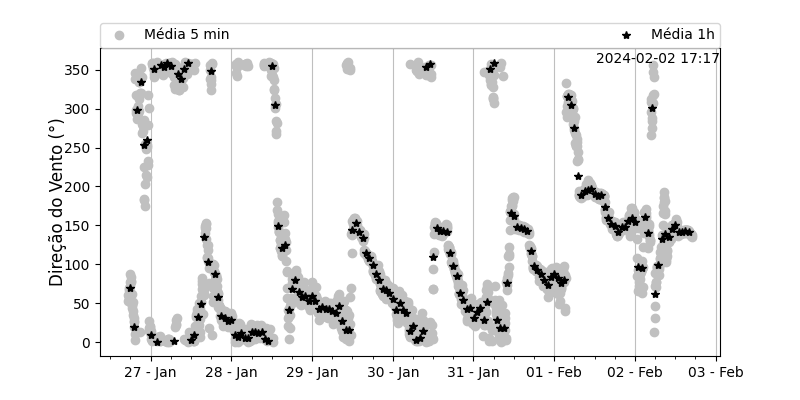 Média 5 min
Média 1h
2024-02-02 17:17
Direção do Vento (°)
350
300
250
200
150
100
50
0
27 - Jan
28 - Jan
29 - Jan
30 - Jan
31 - Jan
01 - Feb
02 - Feb
03 - Feb